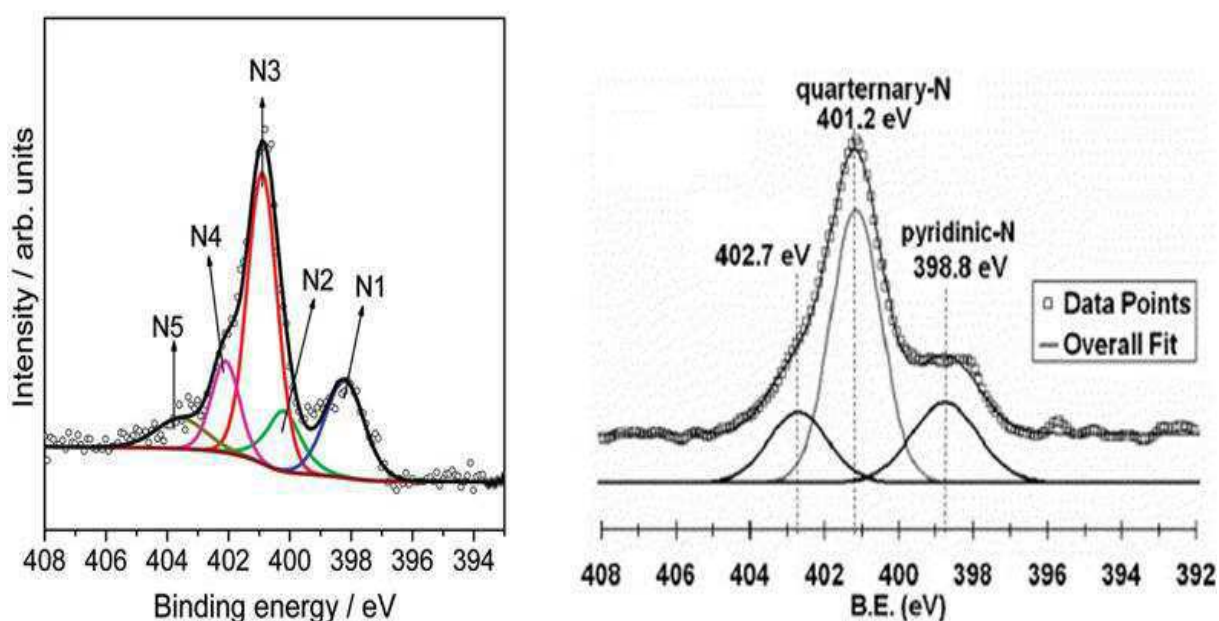 N3
N4
N2
N1
N5
Intensity / arb. units
408 406 404 402 400 398 396 394
Binding energy / eV
quarternary-N
401.2 eV
402.7 eV
pyridinic-N
398.8 eV
Data Points
Overall Fit
408 406 404 402 400 398 396 394 392
B.E. (eV)